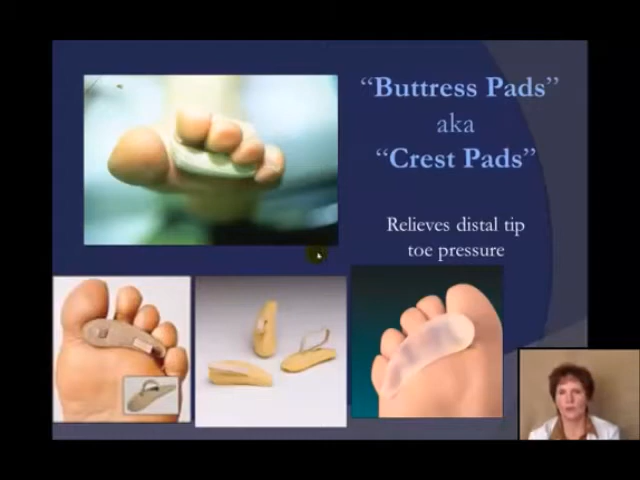 “Buttress Pads”
aka
“Crest Pads”
Relieves distal tip
toe pressure